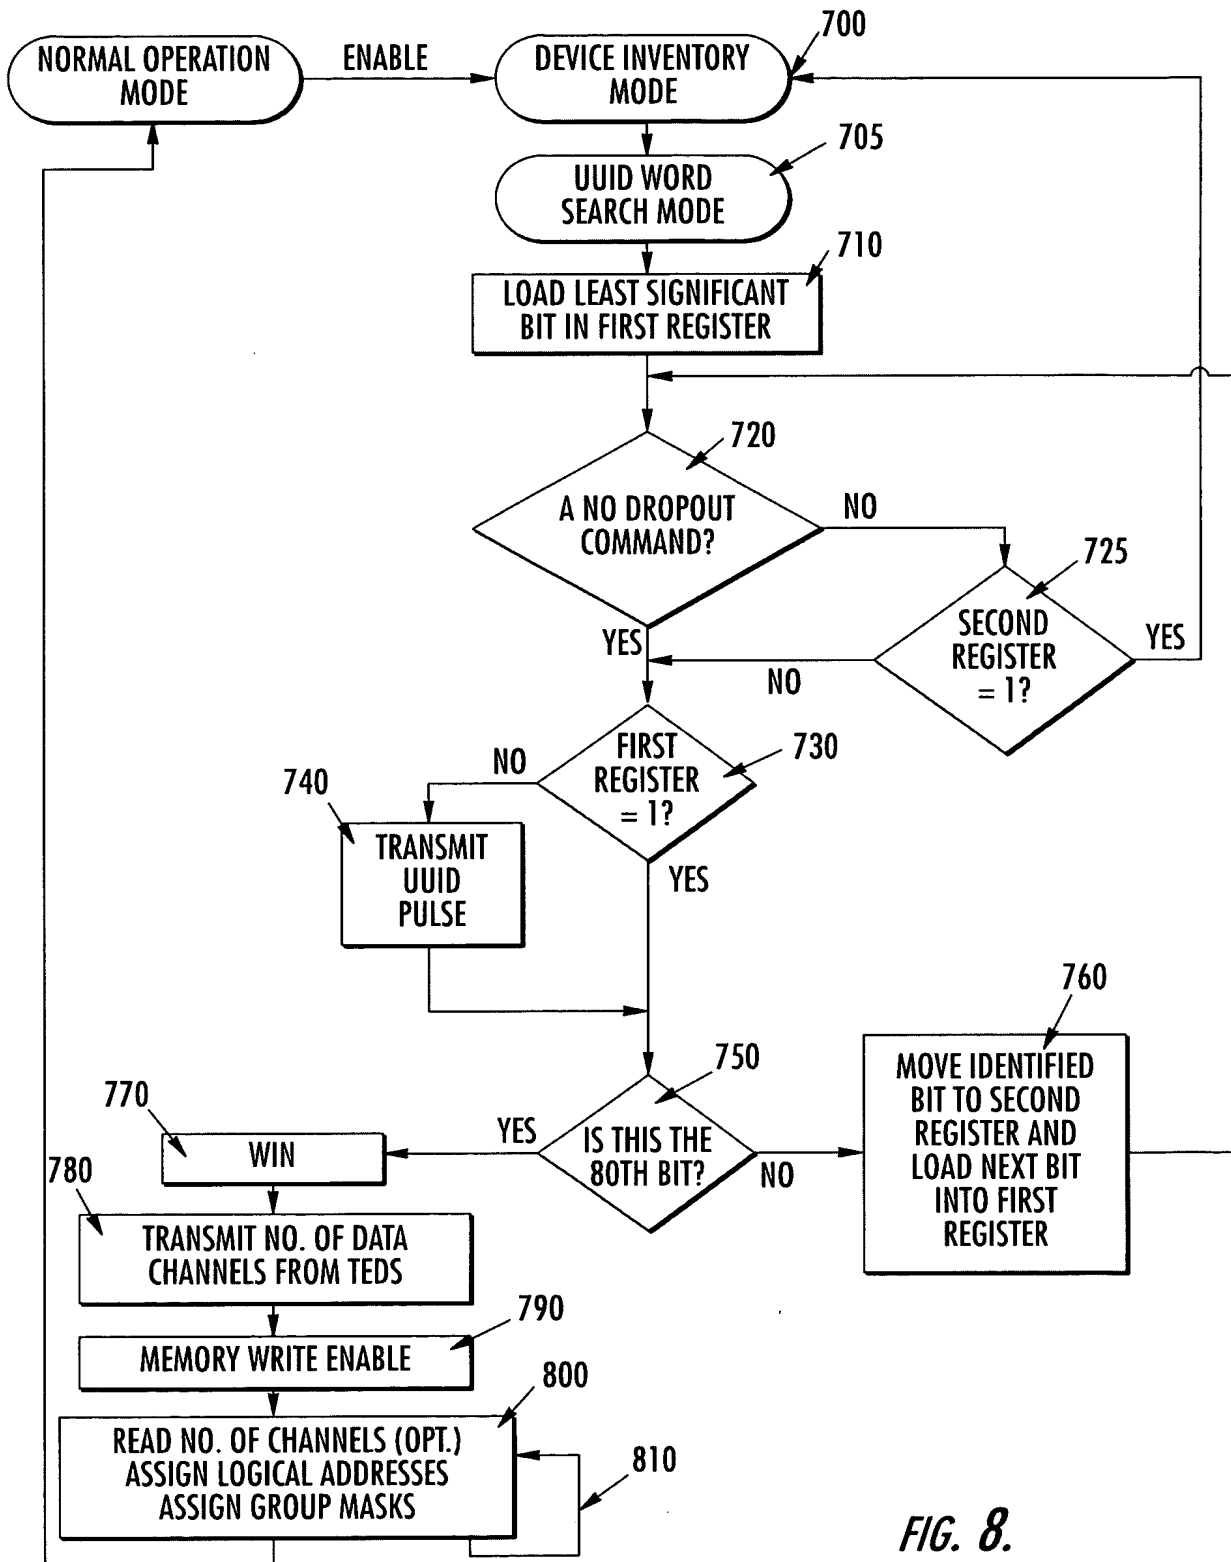 NORMAL OPERATION
MODE
ENABLE
DEVICE INVENTORY
MODE
700
UUID WORD
SEARCH MODE
705
710
LOAD LEAST SIGNIFICANT
BIT IN FIRST REGISTER
720
A NO DROPOUT
COMMAND?
NO
YES
725
SECOND
REGISTER
= 1?
YES
NO
FIRST
REGISTER
= 1?
730
NO
YES
740
TRANSMIT
UUID
PULSE
750
IS THIS THE
80TH BIT?
YES
NO
760
MOVE IDENTIFIED
BIT TO SECOND
REGISTER AND
LOAD NEXT BIT
INTO FIRST
REGISTER
770
WIN
780
TRANSMIT NO. OF DATA
CHANNELS FROM TEDS
790
MEMORY WRITE ENABLE
800
READ NO. OF CHANNELS (OPT.)
ASSIGN LOGICAL ADDRESSES
ASSIGN GROUP MASKS
810
FIG. 8.